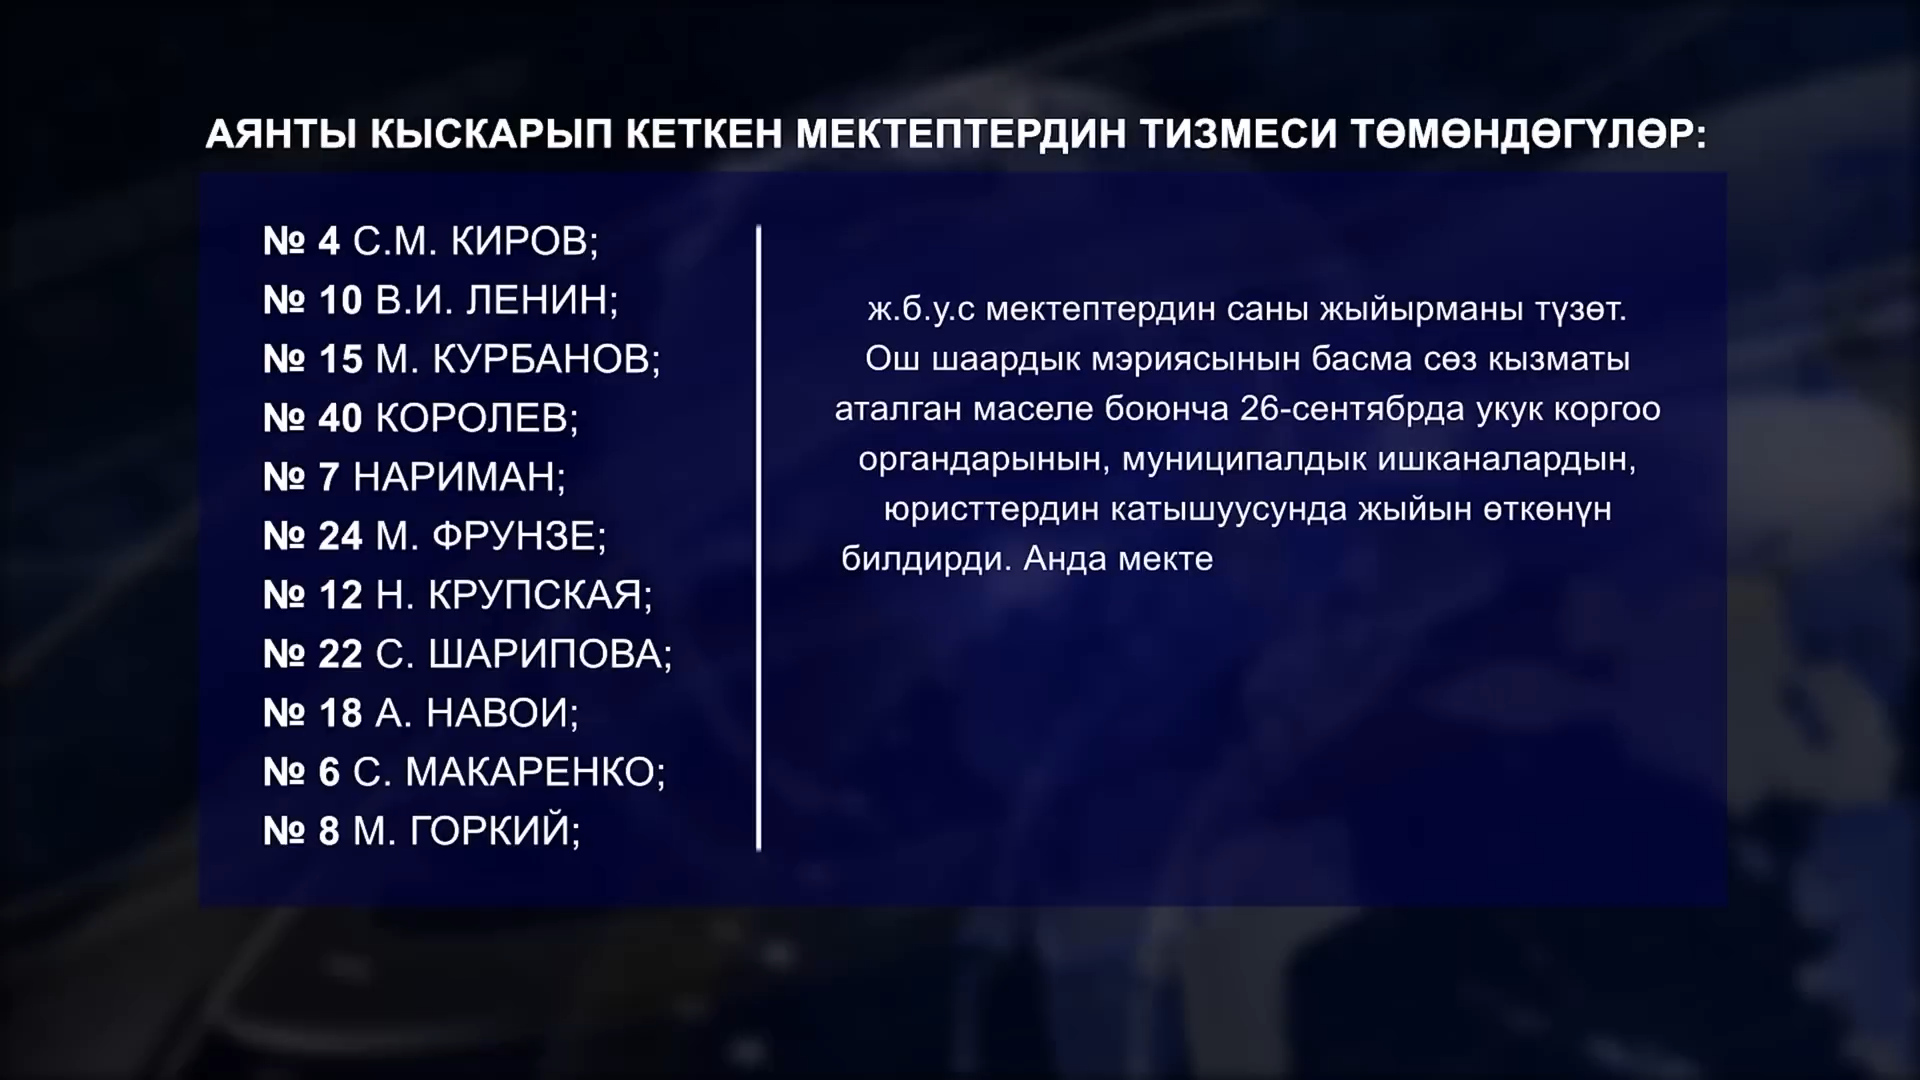 АЯНТЫ КЫСКАРЫП КЕТКЕН МЕКТЕПТЕРДИН ТИЗМЕСИ ТӨМӨНДӨГҮЛӨР:
№ 4 С.М. КИРОВ;
№ 10 В.И. ЛЕНИН;
№ 15 М. КУРБАНОВ;
№ 40 КОРОЛЕВ;
№ 7 НАРИМАН;
№ 24 М. ФРУНЗЕ;
№ 12 Н. КРУПСКАЯ;
№ 22 С. ШАРИПОВА;
№ 18 А. НАВОИ;
№ 6 С. МАКАРЕНКО;
№ 8 М. ГОРКИЙ;
ж.б.у.с мектептердин саны жыйырманы түзөт.
Ош шаардык мэриясынын басма сөз кызматы
аталган маселе боюнча 26-сентябрда укук коргоо
органдарынын, муниципалдык ишканалардын,
юристтердин катышуусунда жыйын өткөнүн
билдирди. Анда мекте